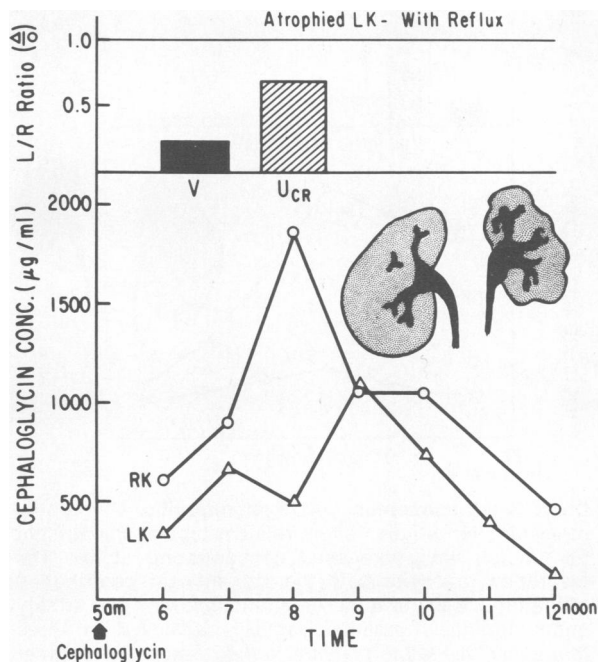 Atrophied LK - With Reflux
L/R Ratio (Δ/O)
1.0
0.5
V
UCR
CEPHALOGLYCIN CONC. (μg/ml)
2000
1500
1000
500
RK
LK
5am
6
7
8
9
10
11
12noon
TIME
Cephaloglycin